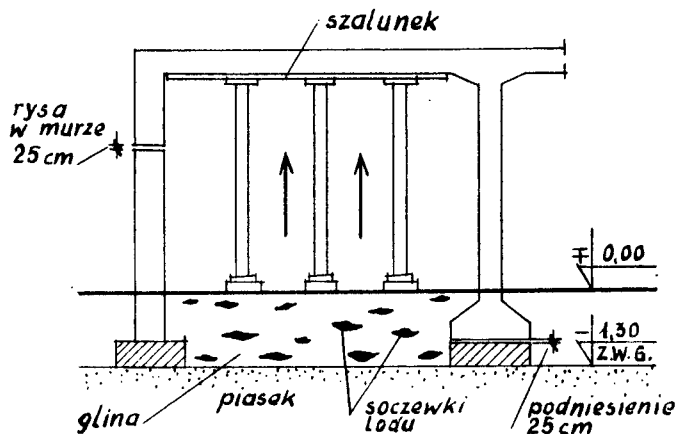 szalunek
rysa
w murze
25 cm
∓ 0,00
-1,30
Z.W.G.
glina
piasek
soczewki
lodu
podniesienie
25 cm